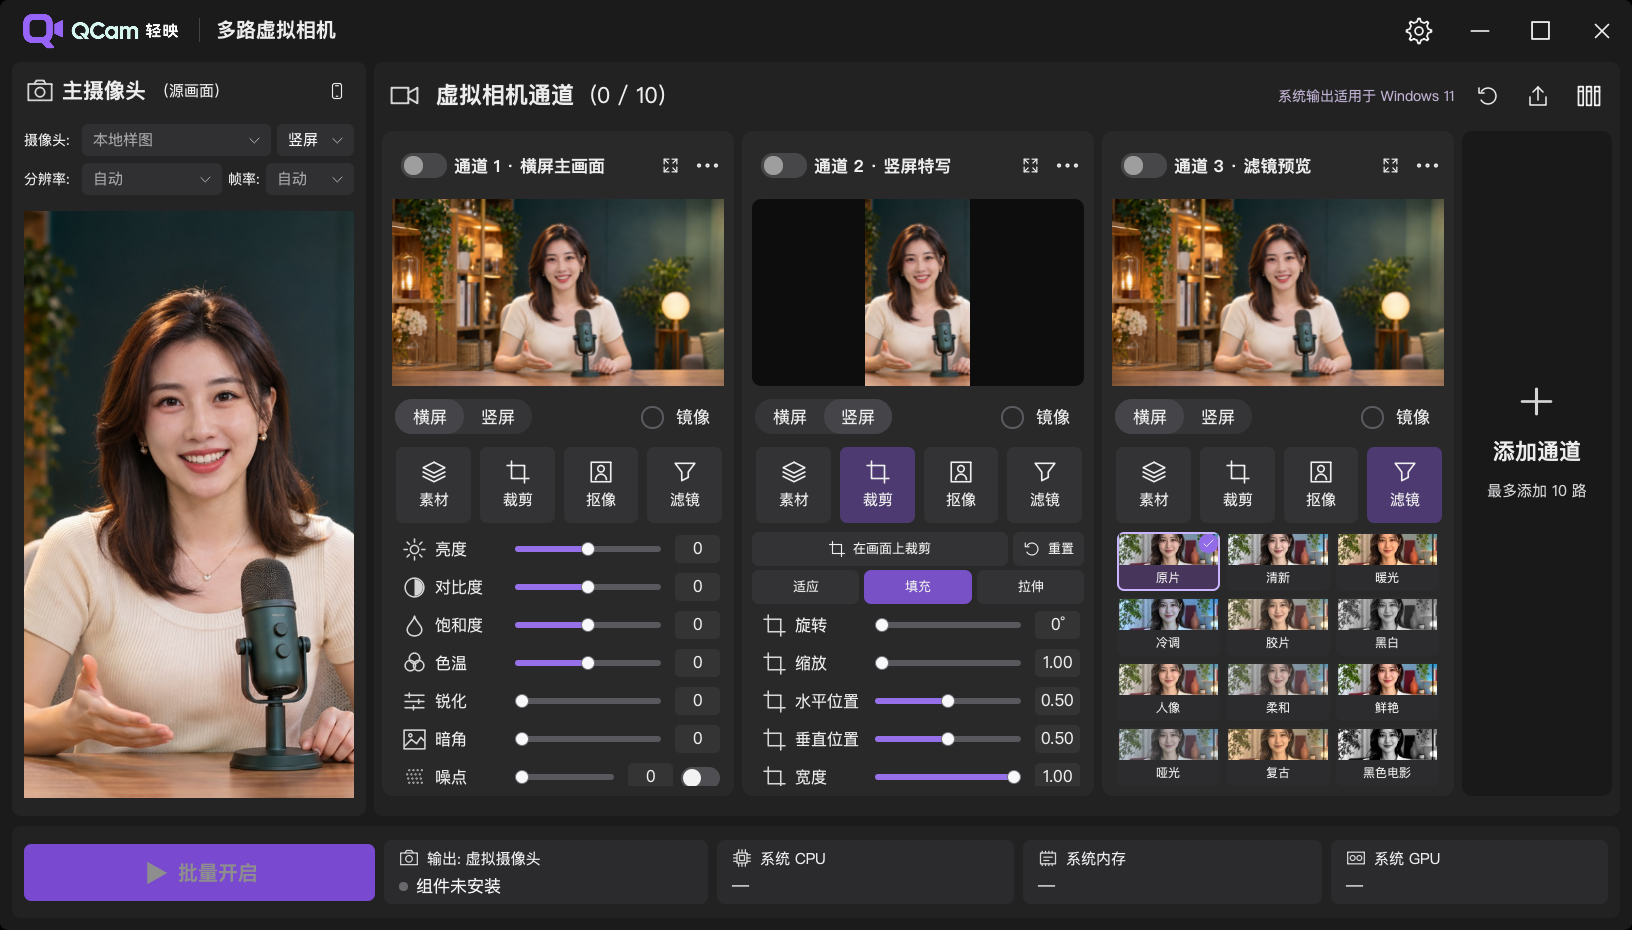 QCam 轻映 多路虚拟相机
主摄像头 (源画面)
摄像头: 本地样图 竖屏
分辨率: 自动 帧率: 自动
虚拟相机通道 (0 / 10)
系统输出适用于 Windows 11
通道 1 · 横屏主画面
横屏 竖屏 镜像
素材 裁剪 抠像 滤镜
亮度 0
对比度 0
饱和度 0
色温 0
锐化 0
暗角 0
噪点 0
通道 2 · 竖屏特写
横屏 竖屏 镜像
素材 裁剪 抠像 滤镜
在画面上裁剪 重置
适应 填充 拉伸
旋转 0°
缩放 1.00
水平位置 0.50
垂直位置 0.50
宽度 1.00
通道 3 · 滤镜预览
横屏 竖屏 镜像
素材 裁剪 抠像 滤镜
原片 清新 暖光
冷调 胶片 黑白
人像 柔和 鲜艳
哑光 复古 黑色电影
添加通道
最多添加 10 路
批量开启
输出: 虚拟摄像头
组件未安装
系统 CPU
—
系统内存
—
系统 GPU
—